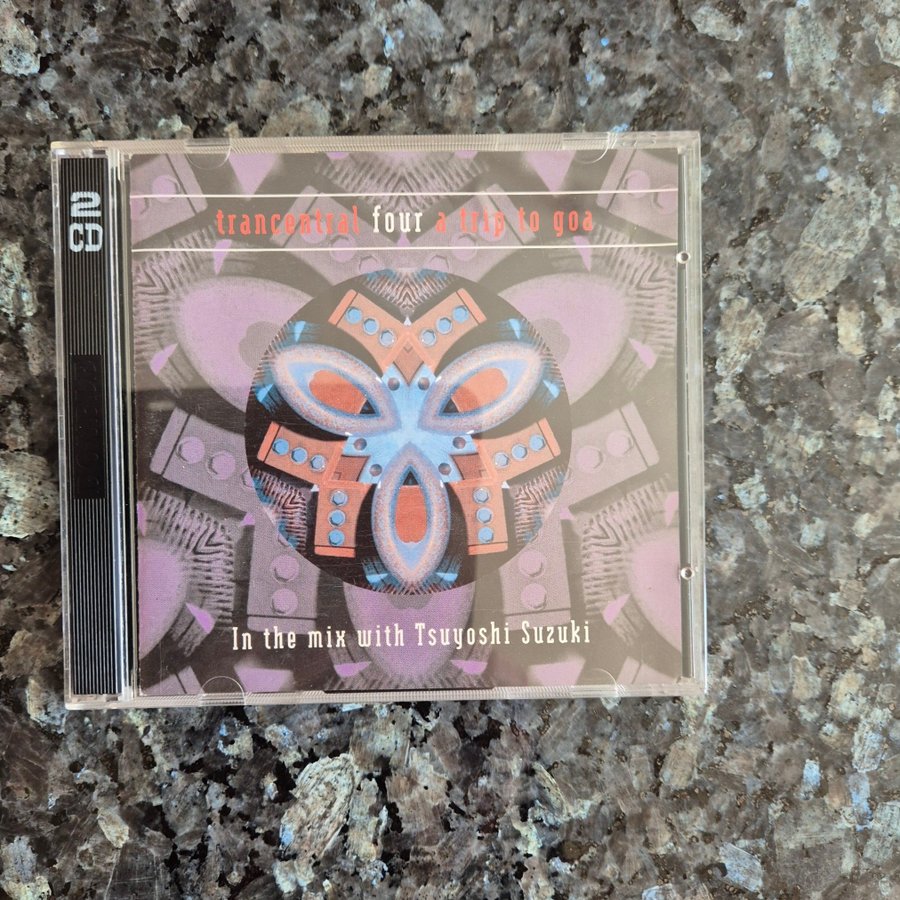 2
CD
trancentral four a trip to goa
In the mix with Tsuyoshi Suzuki